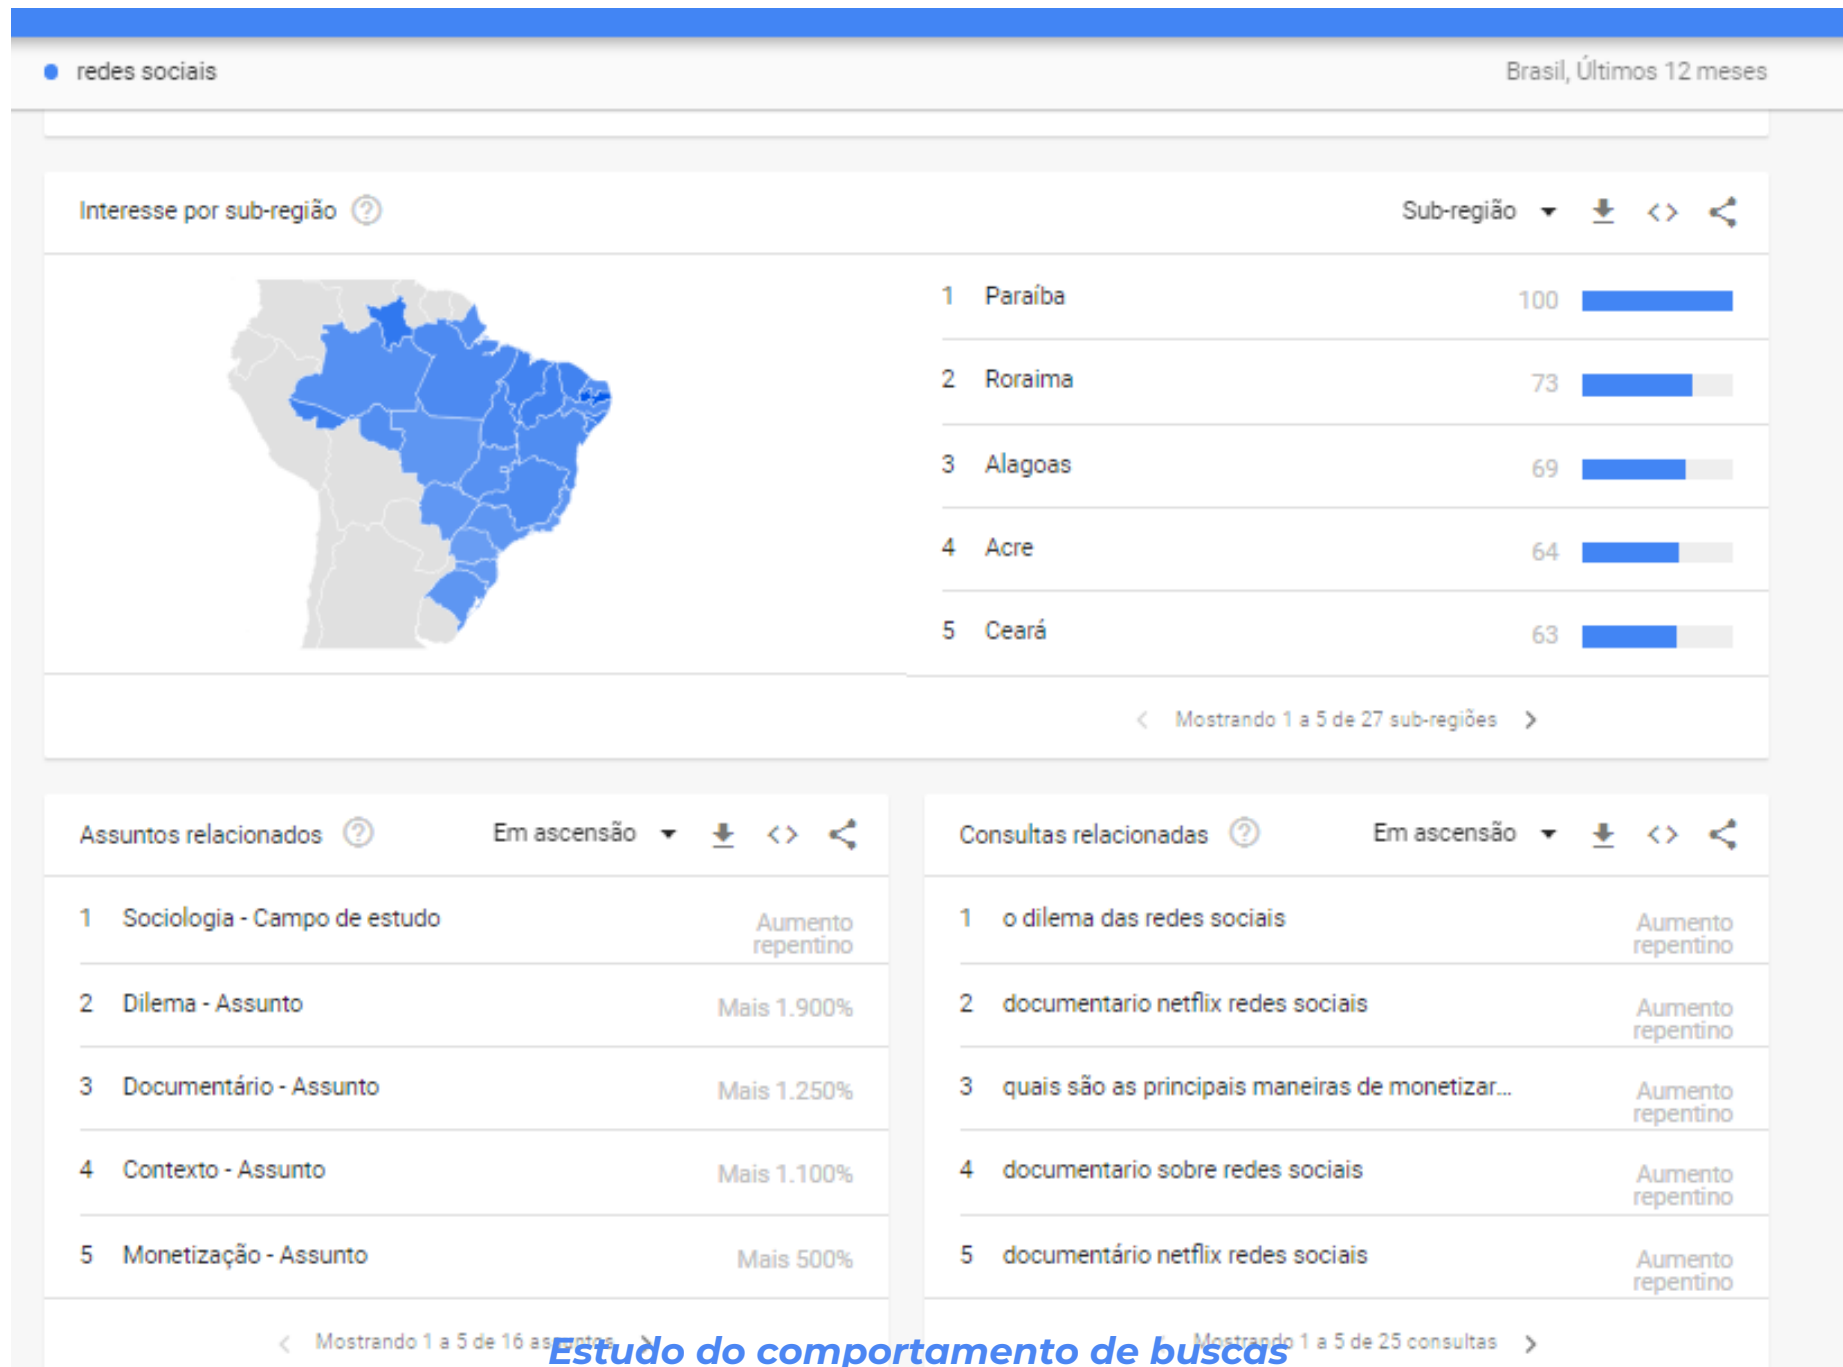 redes sociais
Brasil, Últimos 12 meses
Interesse por sub-região
Sub-região
1 Paraíba 100
2 Roraima 73
3 Alagoas 69
4 Acre 64
5 Ceará 63
Mostrando 1 a 5 de 27 sub-regiões
Assuntos relacionados
Em ascensão
1 Sociologia - Campo de estudo
Aumento
repentino
2 Dilema - Assunto Mais 1.900%
3 Documentário - Assunto Mais 1.250%
4 Contexto - Assunto Mais 1.100%
5 Monetização - Assunto Mais 500%
Mostrando 1 a 5 de 16 assuntos
Consultas relacionadas
Em ascensão
1 o dilema das redes sociais
Aumento
repentino
2 documentario netflix redes sociais
Aumento
repentino
3 quais são as principais maneiras de monetizar...
Aumento
repentino
4 documentario sobre redes sociais
Aumento
repentino
5 documentário netflix redes sociais
Aumento
repentino
Mostrando 1 a 5 de 25 consultas
Estudo do comportamento de buscas